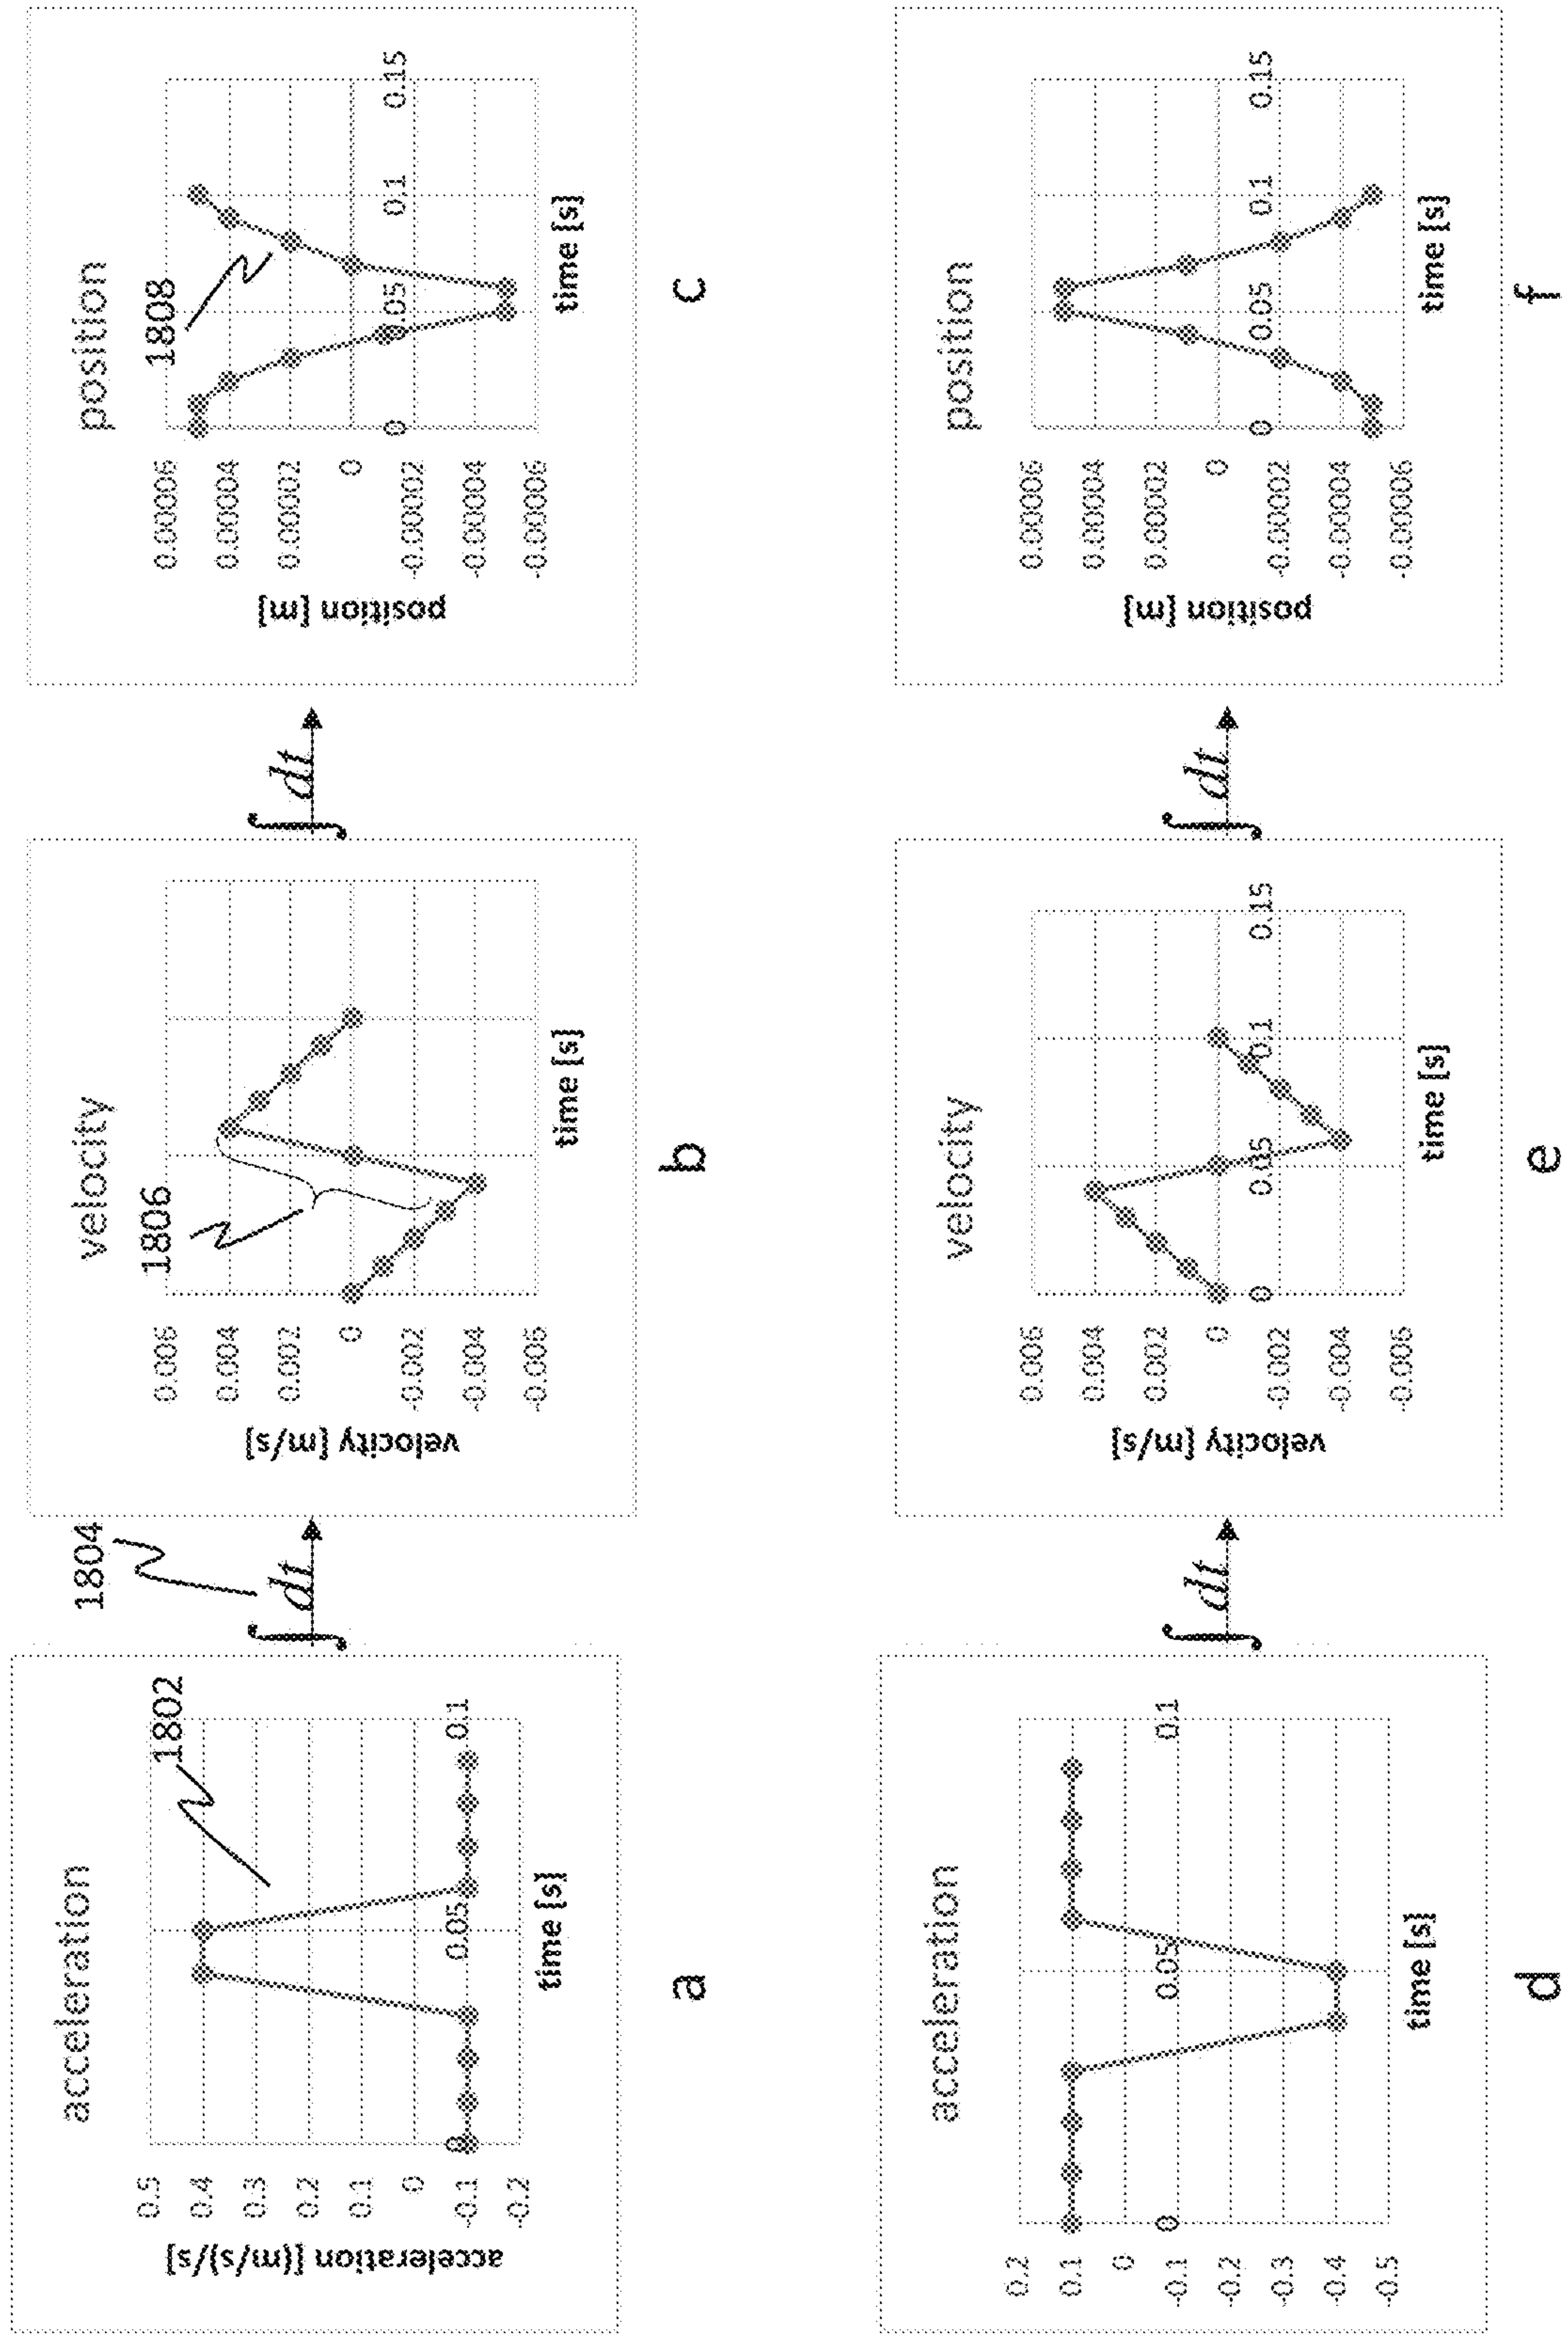 acceleration
1802
acceleration [(m/s)/s]
0.5
0.4
0.3
0.2
0.1
0
-0.1
-0.2
0
0.05
0.1
time [s]
a
1804
∫ dt
velocity
1806
velocity [m/s]
0.006
0.004
0.002
0
-0.002
-0.004
-0.006
time [s]
b
∫ dt
position
1808
position [m]
0.00006
0.00004
0.00002
0
-0.00002
-0.00004
-0.00006
0
0.05
0.1
0.15
time [s]
c
acceleration
0.2
0.1
0
-0.1
-0.2
-0.3
-0.4
-0.5
0
0.05
0.1
time [s]
d
∫ dt
velocity
velocity [m/s]
0.006
0.004
0.002
0
-0.002
-0.004
-0.006
0
0.05
0.1
0.15
time [s]
e
∫ dt
position
position [m]
0.00006
0.00004
0.00002
0
-0.00002
-0.00004
-0.00006
0
0.05
0.1
0.15
time [s]
f